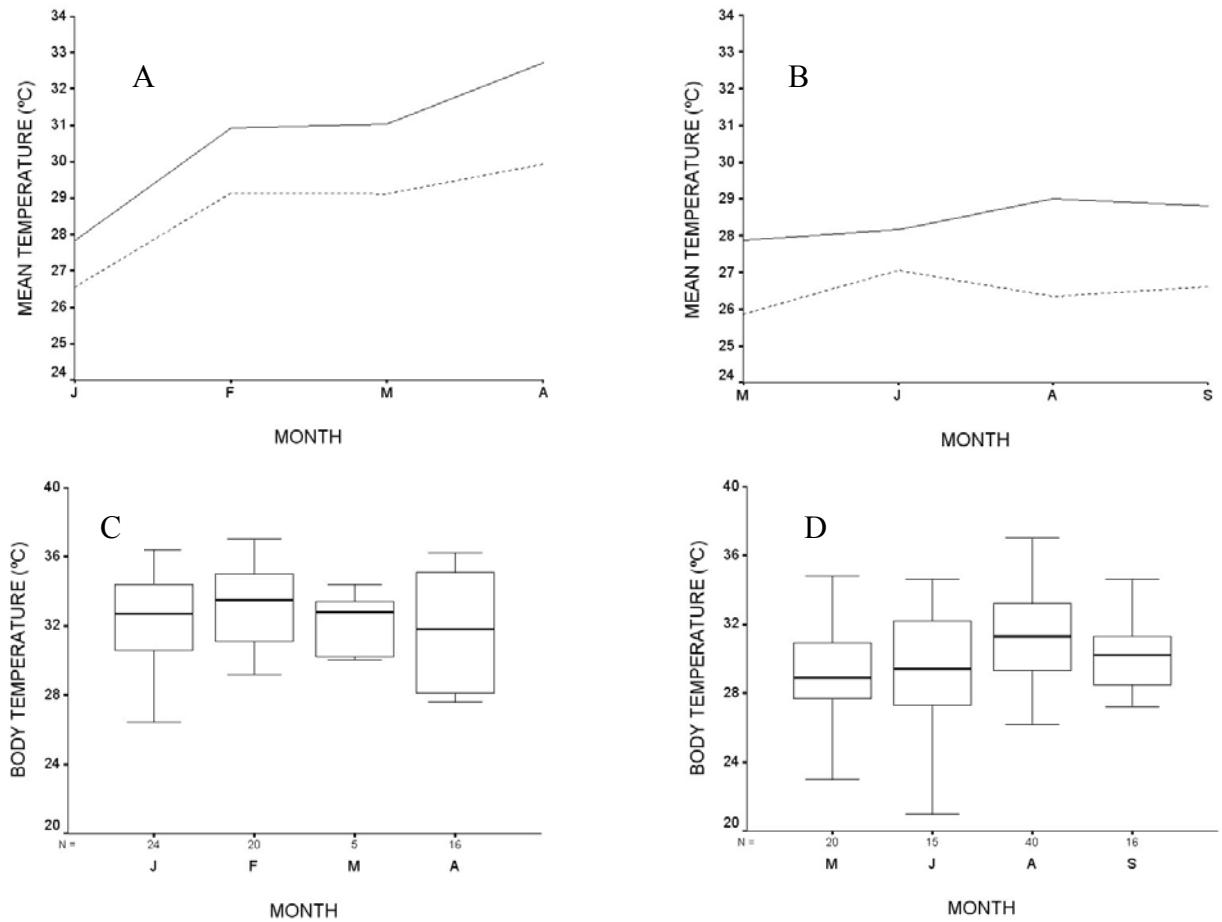 34
33
32
31
30
29
28
27
26
25
24
MEAN TEMPERATURE (ºC)
A
J F M A
MONTH
34
33
32
31
30
29
28
27
26
25
24
MEAN TEMPERATURE (ºC)
B
M J A S
MONTH
40
36
32
28
24
20
BODY TEMPERATURE (ºC)
C
N = 24 20 5 16
J F M A
MONTH
40
36
32
28
24
20
BODY TEMPERATURE (ºC)
D
N = 20 15 40 16
M J A S
MONTH